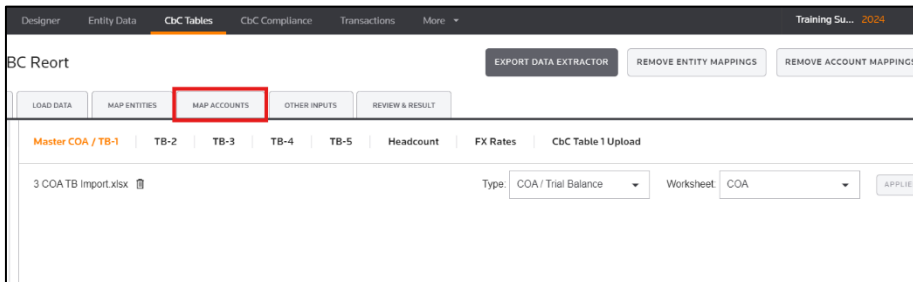 Designer Entity Data CbC Tables CbC Compliance Transactions More Training Su... 2024
BC Reort EXPORT DATA EXTRACTOR REMOVE ENTITY MAPPINGS REMOVE ACCOUNT MAPPINGS
LOAD DATA MAP ENTITIES MAP ACCOUNTS OTHER INPUTS REVIEW & RESULT
Master COA / TB-1 TB-2 TB-3 TB-4 TB-5 Headcount FX Rates CbC Table 1 Upload
3 COA TB Import.xlsx Type: COA / Trial Balance Worksheet: COA APPLIE